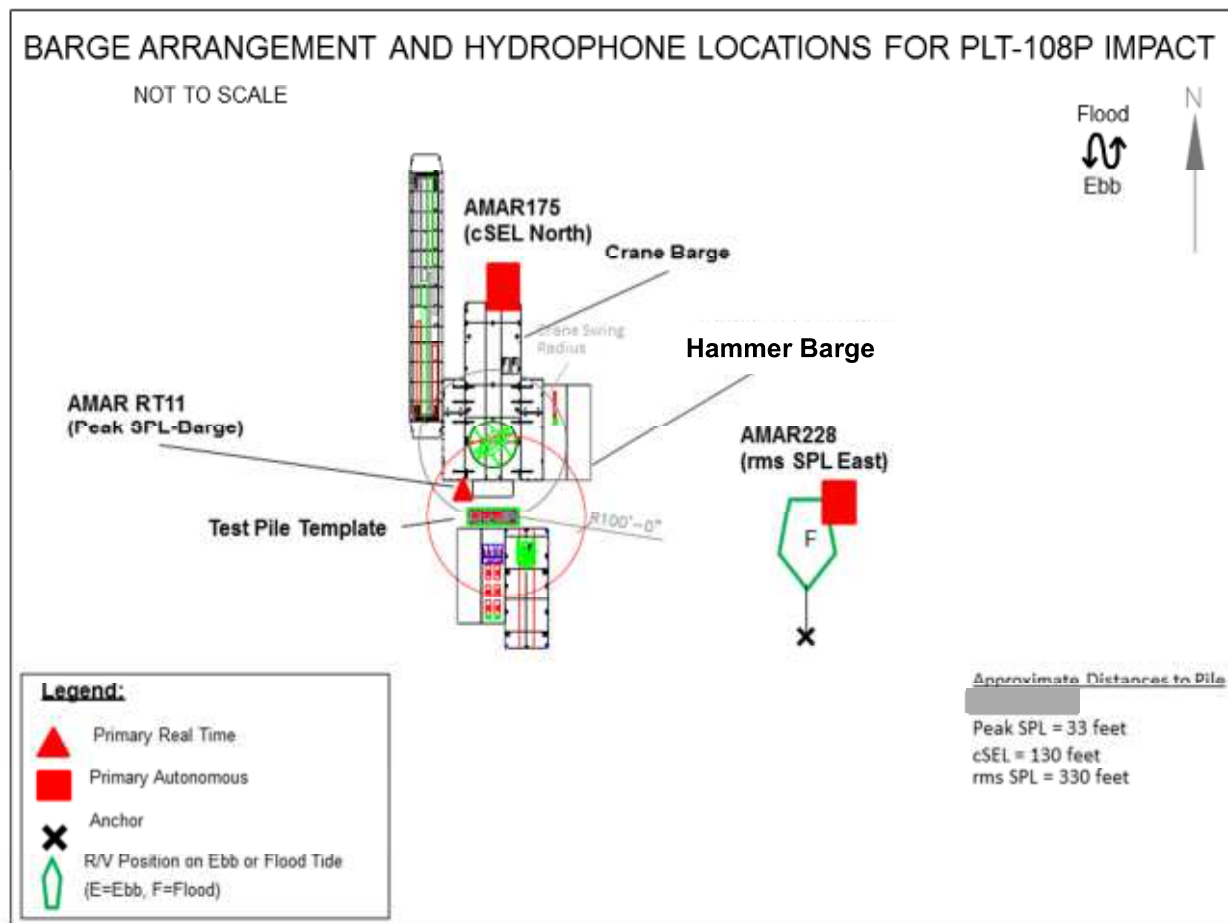 BARGE ARRANGEMENT AND HYDROPHONE LOCATIONS FOR PLT-108P IMPACT
NOT TO SCALE
N
Flood
Ebb
AMAR175
(cSEL North)
Crane Barge
Crane Swing
Radius
Hammer Barge
AMAR RT11
(Peak SPL-Barge)
AMAR228
(rms SPL East)
Test Pile Template
R100'-0"
F
Legend:
Primary Real Time
Primary Autonomous
Anchor
R/V Position on Ebb or Flood Tide
(E=Ebb, F=Flood)
Approximate Distances to Pile
Peak SPL = 33 feet
cSEL = 130 feet
rms SPL = 330 feet